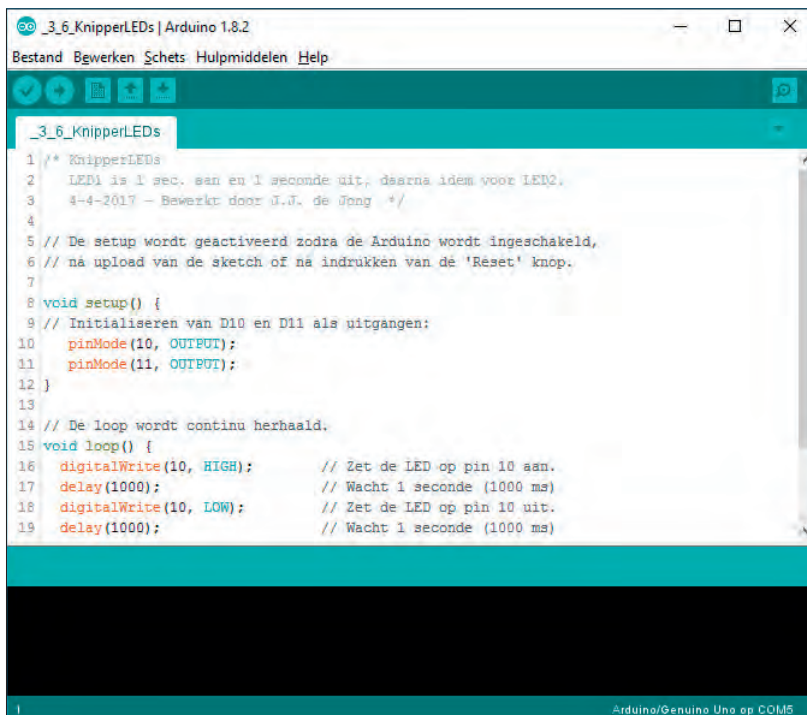 _3_6_KnipperLEDs | Arduino 1.8.2
Bestand Bewerken Schets Hulpmiddelen Help
_3_6_KnipperLEDs
1 /* KnipperLEDs
2 LED1 is 1 sec. aan en 1 seconde uit, daarna idem voor LED2.
3 4-4-2017 - Bewerkt door J.J. de Jong */
4
5 // De setup wordt geactiveerd zodra de Arduino wordt ingeschakeld,
6 // na upload van de sketch of na indrukken van de 'Reset' knop.
7
8 void setup() {
9 // Initialiseren van D10 en D11 als uitgangen:
10 pinMode(10, OUTPUT);
11 pinMode(11, OUTPUT);
12 }
13
14 // De loop wordt continu herhaald.
15 void loop() {
16 digitalWrite(10, HIGH); // Zet de LED op pin 10 aan.
17 delay(1000); // Wacht 1 seconde (1000 ms)
18 digitalWrite(10, LOW); // Zet de LED op pin 10 uit.
19 delay(1000); // Wacht 1 seconde (1000 ms)
1 Arduino/Genuino Uno op COM5